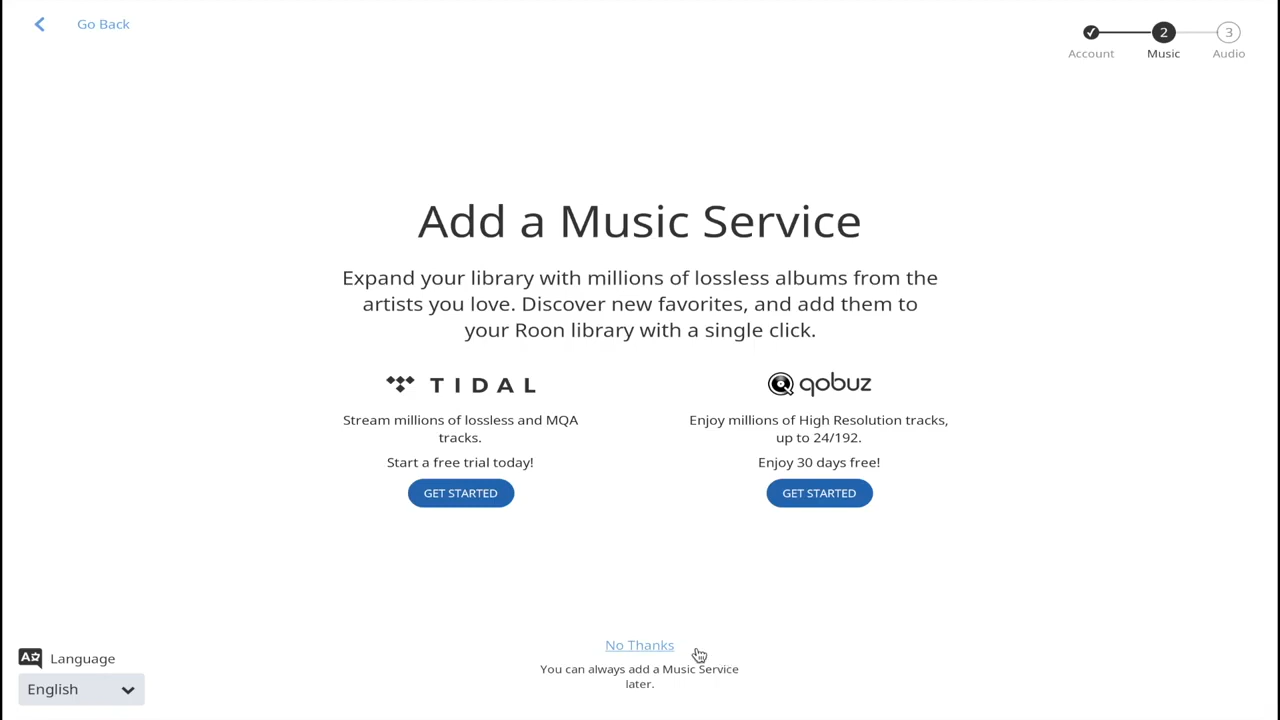 Go Back
2
3
Account
Music
Audio
Add a Music Service
Expand your library with millions of lossless albums from the
artists you love. Discover new favorites, and add them to
your Roon library with a single click.
TIDAL
Stream millions of lossless and MQA
tracks.
Start a free trial today!
GET STARTED
qobuz
Enjoy millions of High Resolution tracks,
up to 24/192.
Enjoy 30 days free!
GET STARTED
No Thanks
You can always add a Music Service
later.
Language
English